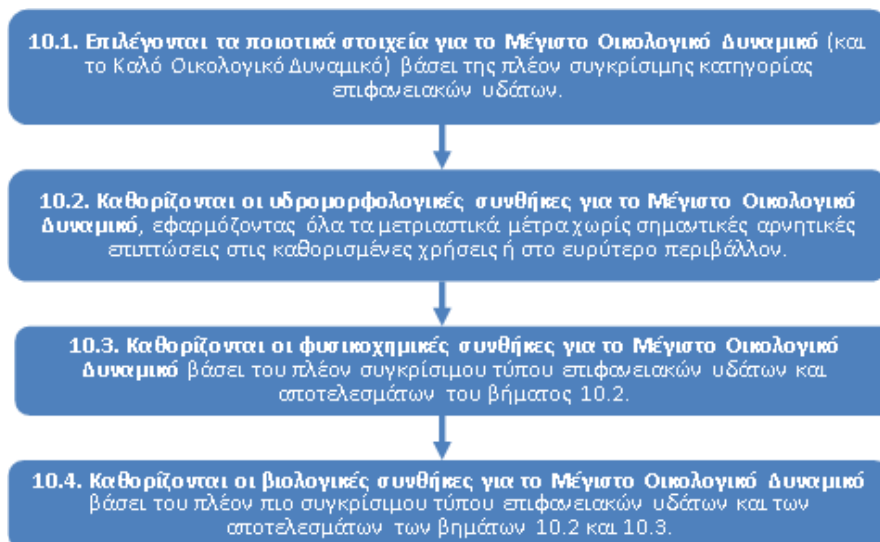 10.1. Επιλέγονται τα ποιοτικά στοιχεία για το Μέγιστο Οικολογικό Δυναμικό (και
το Καλό Οικολογικό Δυναμικό) βάσει της πλέον συγκρίσιμης κατηγορίας
επιφανειακών υδάτων.
10.2. Καθορίζονται οι υδρομορφολογικές συνθήκες για το Μέγιστο Οικολογικό
Δυναμικό, εφαρμόζοντας όλα τα μετριαστικά μέτρα χωρίς σημαντικές αρνητικές
επιπτώσεις στις καθορισμένες χρήσεις ή στο ευρύτερο περιβάλλον.
10.3. Καθορίζονται οι φυσικοχημικές συνθήκες για το Μέγιστο Οικολογικό
Δυναμικό βάσει του πλέον συγκρίσιμου τύπου επιφανειακών υδάτων και
αποτελεσμάτων του βήματος 10.2.
10.4. Καθορίζονται οι βιολογικές συνθήκες για το Μέγιστο Οικολογικό Δυναμικό
βάσει του πλέον πιο συγκρίσιμου τύπου επιφανειακών υδάτων και των
αποτελεσμάτων των βημάτων 10.2 και 10.3.